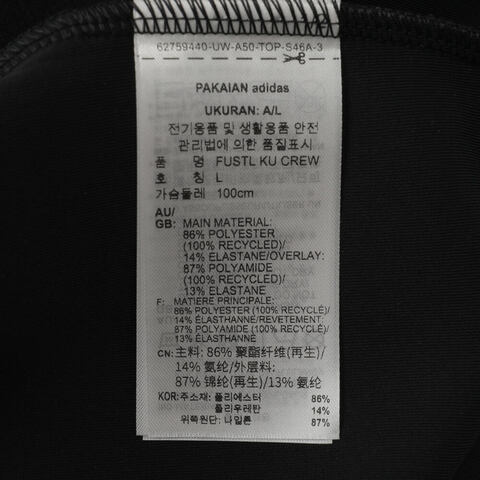 62759440-UW-A50-TOP-S46A-3
PAKAIAN adidas
UKURAN: A/L
전기용품 및 생활용품 안전
관리법에 의한 품질표시
품 명 FUSTL KU CREW
호 칭 L
가슴둘레 100cm
AU/
GB: MAIN MATERIAL:
86% POLYESTER
(100% RECYCLED)/
14% ELASTANE/OVERLAY:
87% POLYAMIDE
(100% RECYCLED)/
13% ELASTANE
F: MATIERE PRINCIPALE:
86% POLYESTER (100% RECYCLÉ)/
14% ÉLASTHANNE/REVETEMENT:
87% POLYAMIDE (100% RECYCLÉ)/
13% ÉLASTHANNE
CN: 主料: 86% 聚酯纤维(再生)/
14% 氨纶/外层料:
87% 锦纶(再生)/13% 氨纶
KOR: 주소재: 폴리에스터 86%
폴리우레탄 14%
위쪽원단: 나일론 87%